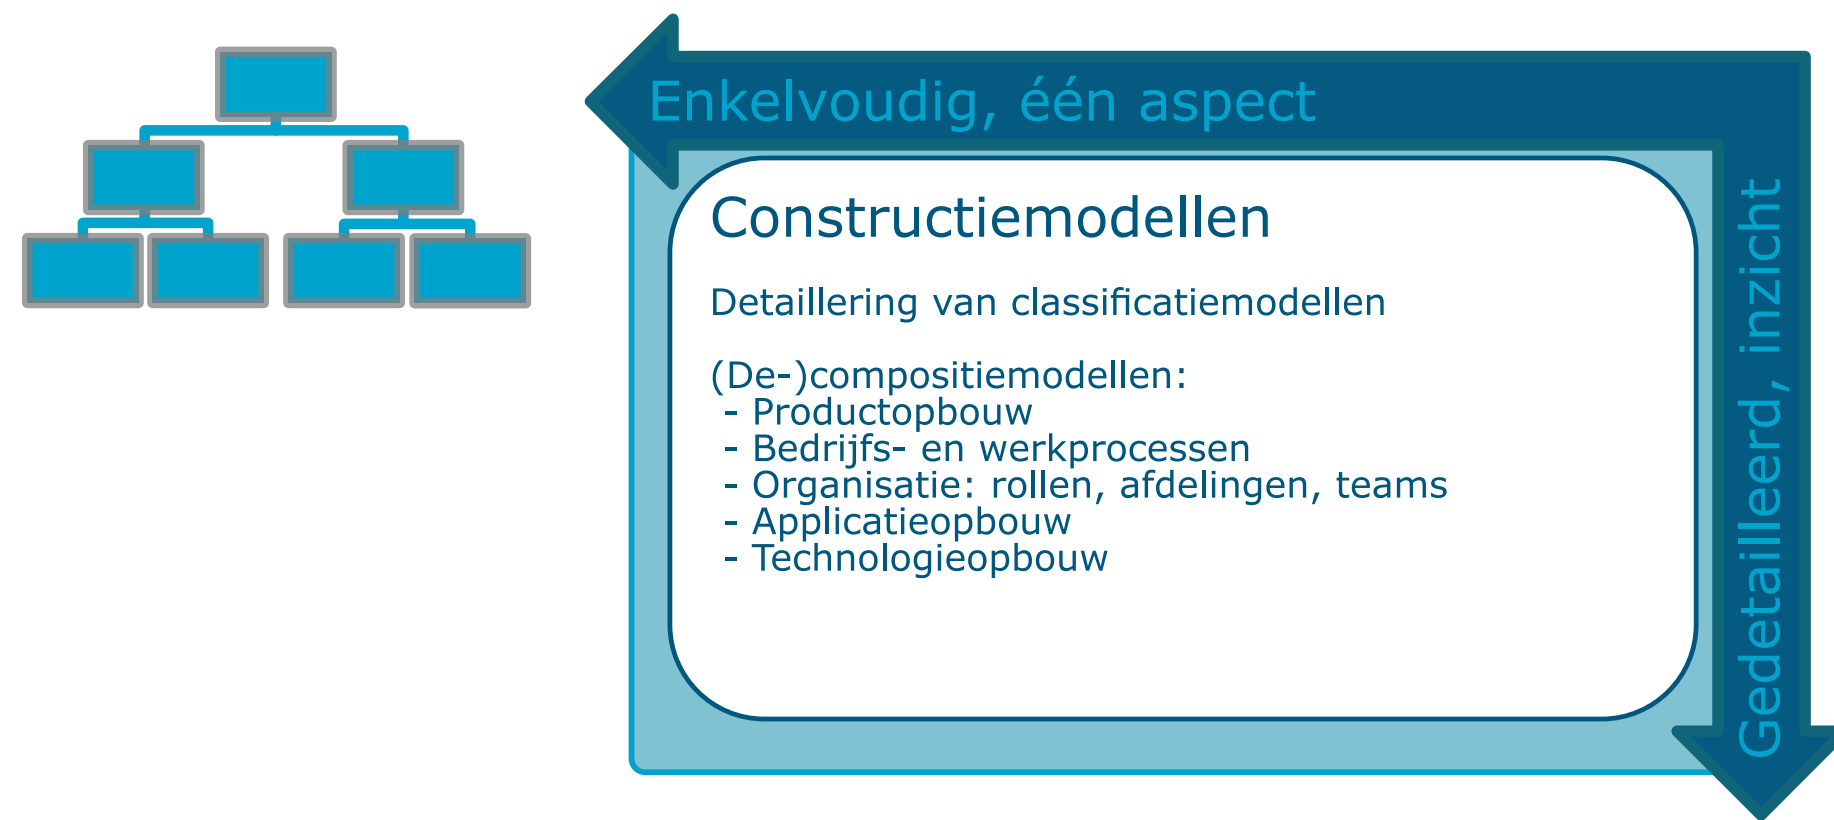 Enkelvoudig, één aspect
Constructiemodellen
Detaillering van classificatiemodellen
(De-)compositiemodellen:
- Productopbouw
- Bedrijfs- en werkprocessen
- Organisatie: rollen, afdelingen, teams
- Applicatieopbouw
- Technologieopbouw
Gedetailleerd, inzicht